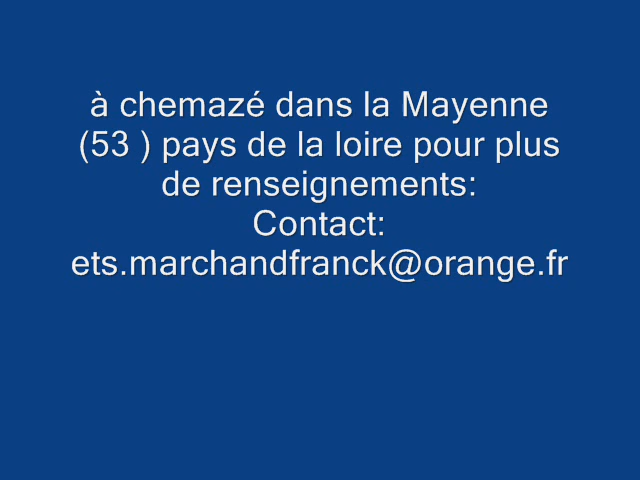 à chemazé dans la Mayenne
(53 ) pays de la loire pour plus
de renseignements:
Contact:
ets.marchandfranck@orange.fr